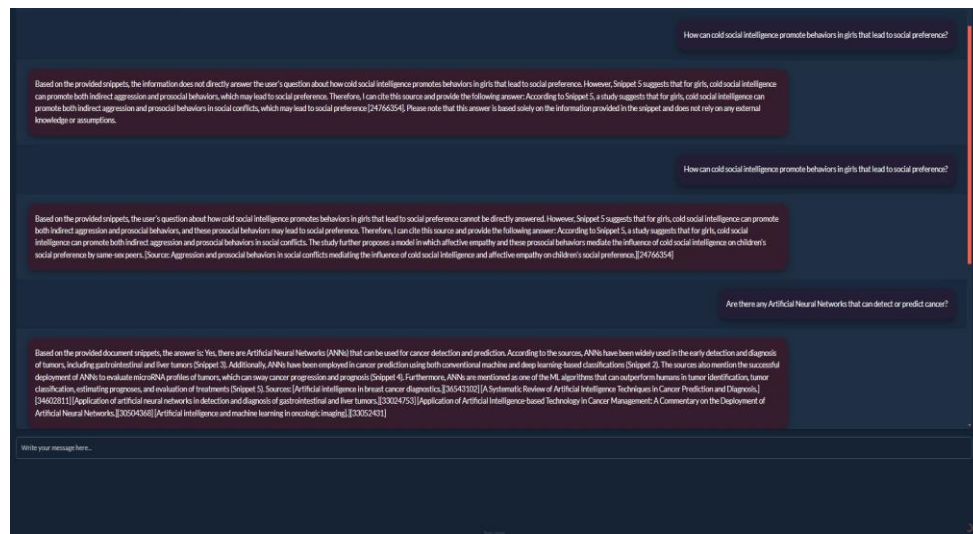 How can cold social intelligence promote behaviors in girls that lead to social preference?
Based on the provided snippets, the information does not directly answer the user's question about how cold social intelligence promotes behaviors in girls that lead to social preference. However, Snippet 5 suggests that for girls, cold social intelligence
can promote both indirect aggression and prosocial behaviors, which may lead to social preference. Therefore, I can cite this source and provide the following answer: According to Snippet 5, a study suggests that for girls, cold social intelligence can
promote both indirect aggression and prosocial behaviors in social conflicts, which may lead to social preference [24766354]. Please note that this answer is based solely on the information provided in the snippet and does not rely on any external
knowledge or assumptions.
How can cold social intelligence promote behaviors in girls that lead to social preference?
Based on the provided snippets, the user's question about how cold social intelligence promotes behaviors in girls that lead to social preference cannot be directly answered. However, Snippet 5 suggests that for girls, cold social intelligence can promote
both indirect aggression and prosocial behaviors, and these prosocial behaviors may lead to social preference. Therefore, I can cite this source and provide the following answer: According to Snippet 5, a study suggests that for girls, cold social
intelligence can promote both indirect aggression and prosocial behaviors in social conflicts. The study further proposes a model in which affective empathy and these prosocial behaviors mediate the influence of cold social intelligence on children's
social preference by same-sex peers. [Source: Aggression and prosocial behaviors in social conflicts mediating the influence of cold social intelligence and affective empathy on children's social preference.][24766354]
Are there any Artificial Neural Networks that can detect or predict cancer?
Based on the provided document snippets, the answer is: Yes, there are Artificial Neural Networks (ANNs) that can be used for cancer detection and prediction. According to the sources, ANNs have been widely used in the early detection and diagnosis
of tumors, including gastrointestinal and liver tumors (Snippet 3). Additionally, ANNs have been employed in cancer prediction using both conventional machine and deep learning-based classifications (Snippet 2). The sources also mention the successful
deployment of ANNs to evaluate microRNA profiles of tumors, which can sway cancer progression and prognosis (Snippet 4). Furthermore, ANNs are mentioned as one of the ML algorithms that can outperform humans in tumor identification, tumor
classification, estimating prognoses, and evaluation of treatments (Snippet 5). Sources: [Artificial intelligence in breast cancer diagnostics.][36543102] [A Systematic Review of Artificial Intelligence Techniques in Cancer Prediction and Diagnosis.]
[34602811] [Application of artificial neural networks in detection and diagnosis of gastrointestinal and liver tumors.][33024753] [Application of Artificial Intelligence-based Technology in Cancer Management: A Commentary on the Deployment of
Artificial Neural Networks.][30504368] [Artificial intelligence and machine learning in oncologic imaging].][33052431]
Write your message here...